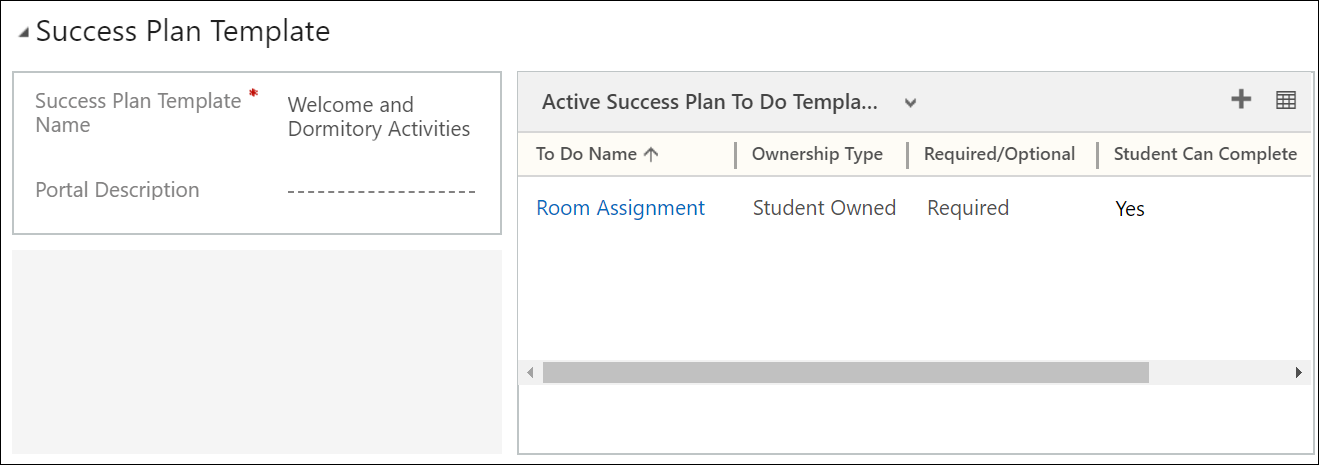 Success Plan Template
Success Plan Template *
Name
Welcome and
Dormitory Activities
Portal Description
Active Success Plan To Do Templa...
To Do Name Ownership Type Required/Optional Student Can Complete
Room Assignment Student Owned Required Yes